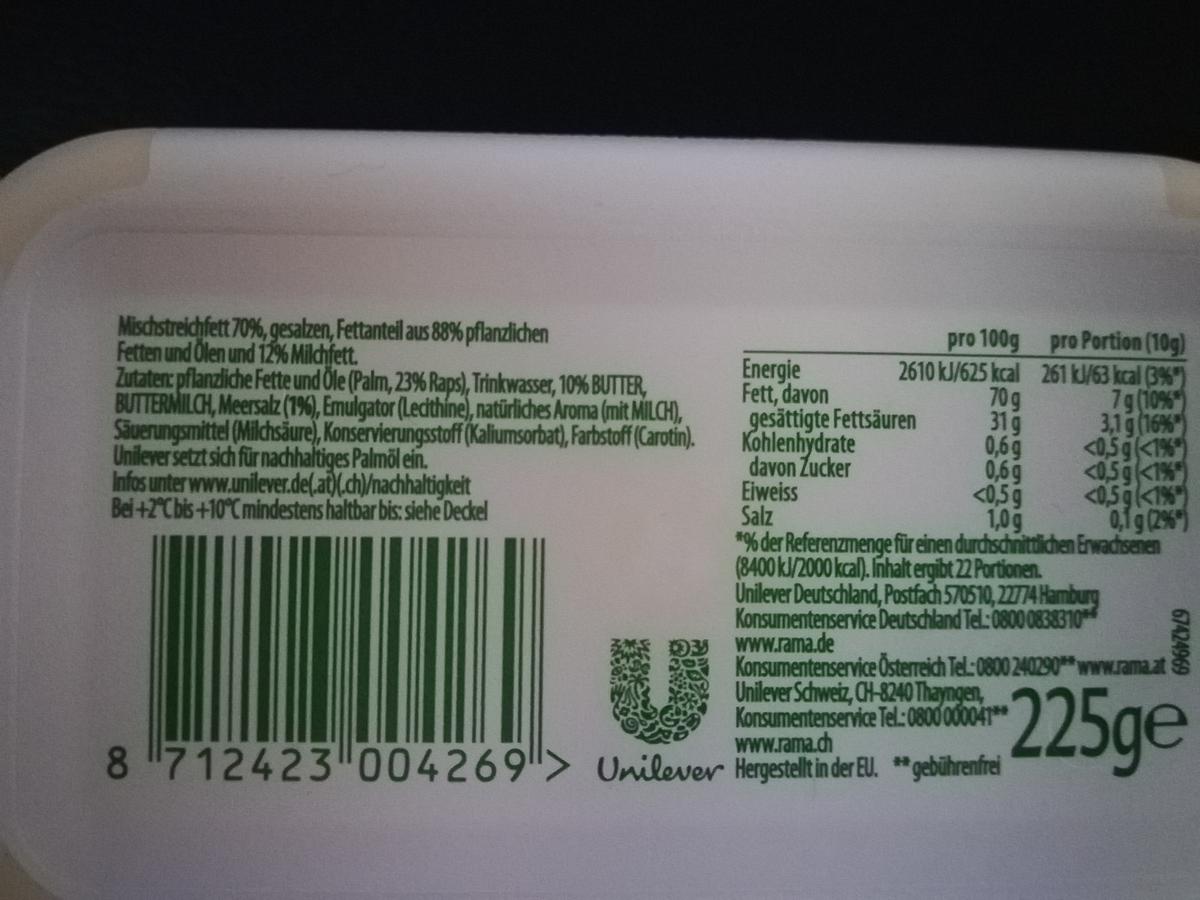 Mischstreichfett 70%, gesalzen, Fettanteil aus 88% pflanzlichen
Fetten und Ölen und 12% Milchfett.
Zutaten: pflanzliche Fette und Öle (Palm, 23% Raps), Trinkwasser, 10% BUTTER,
BUTTERMILCH, Meersalz (1%), Emulgator (Lecithine), natürliches Aroma (mit MILCH),
Säuerungsmittel (Milchsäure), Konservierungsstoff (Kaliumsorbat), Farbstoff (Carotin).
Unilever setzt sich für nachhaltiges Palmöl ein.
Infos unter www.unilever.de(.at)(.ch)/nachhaltigkeit
Bei +2°C bis +10°C mindestens haltbar bis: siehe Deckel
8 712423 004269 >
Unilever
pro 100g pro Portion (10g)
Energie 2610 kJ/625 kcal 261 kJ/63 kcal (3%*)
Fett, davon 70 g 7 g (10%*)
gesättigte Fettsäuren 31 g 3,1 g (16%*)
Kohlenhydrate 0,6 g <0,5 g (<1%*)
davon Zucker 0,6 g <0,5 g (<1%*)
Eiweiss <0,5 g <0,5 g (<1%*)
Salz 1,0 g 0,1 g (2%*)
*% der Referenzmenge für einen durchschnittlichen Erwachsenen
(8400 kJ/2000 kcal). Inhalt ergibt 22 Portionen.
Unilever Deutschland, Postfach 570510, 22774 Hamburg
Konsumentenservice Deutschland Tel.: 0800 0838310**
www.rama.de
Konsumentenservice Österreich Tel.: 0800 240290** www.rama.at
Unilever Schweiz, CH-8240 Thayngen,
Konsumentenservice Tel.: 0800 000041**
www.rama.ch
Hergestellt in der EU. **gebührenfrei
225g e
67424969